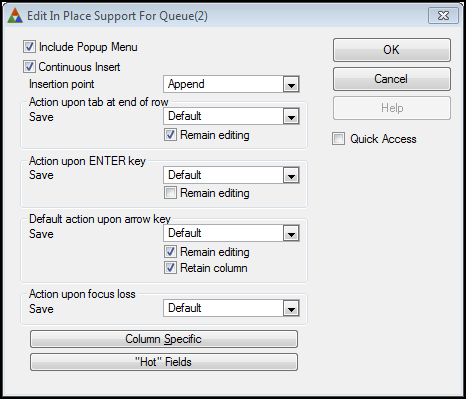 Edit In Place Support For Queue(2)
Include Popup Menu
Continuous Insert
Insertion point Append
Action upon tab at end of row
Save Default
Remain editing
Action upon ENTER key
Save Default
Remain editing
Default action upon arrow key
Save Default
Remain editing
Retain column
Action upon focus loss
Save Default
Column Specific
"Hot" Fields
OK
Cancel
Help
Quick Access